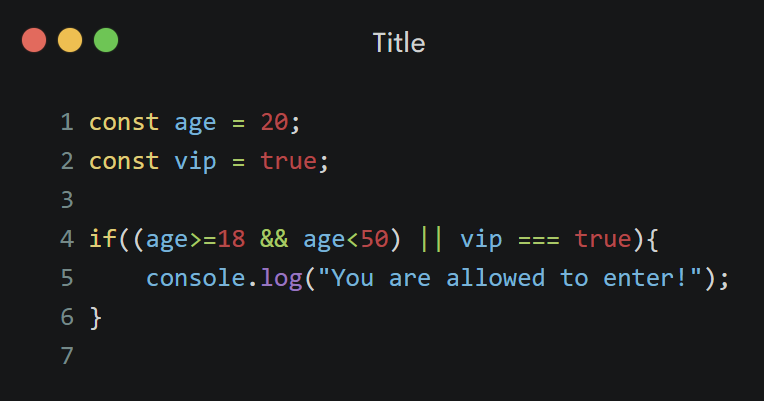 Title
1 const age = 20;
2 const vip = true;
3
4 if((age>=18 && age<50) || vip === true){
5     console.log("You are allowed to enter!");
6 }
7